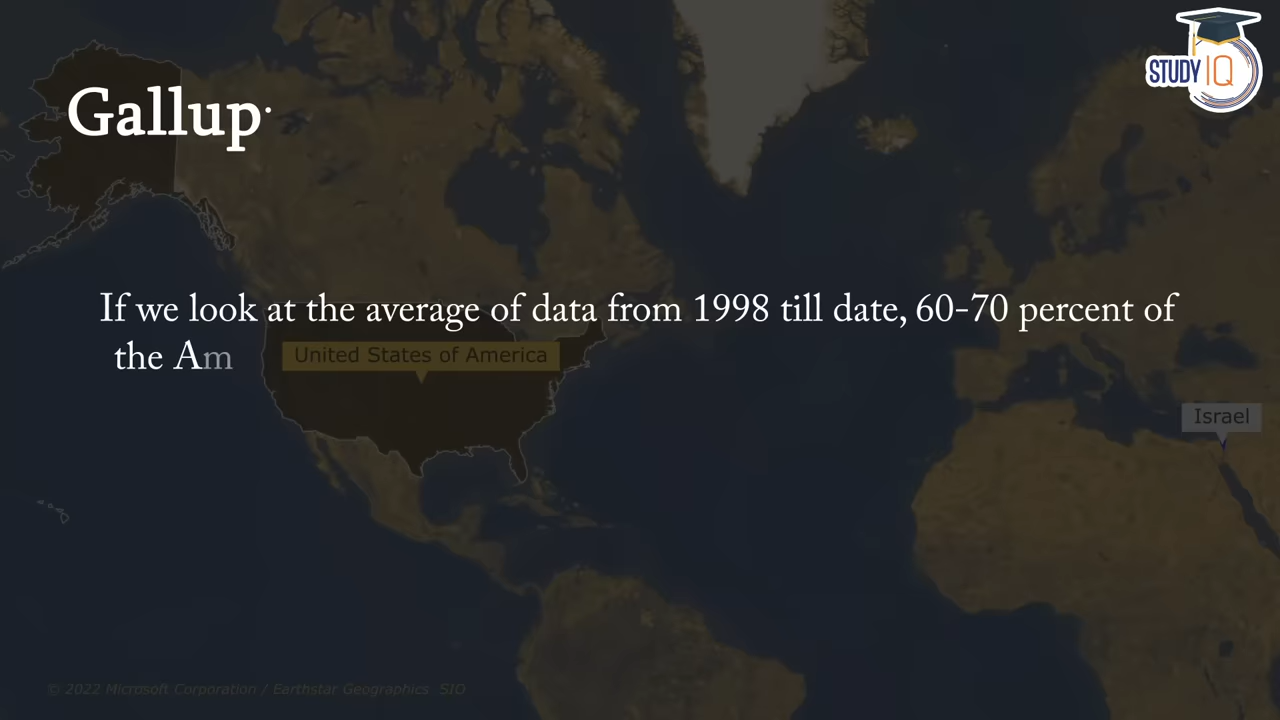 STUDY IQ
Gallup
If we look at the average of data from 1998 till date, 60-70 percent of
the Am
United States of America
Israel
© 2022 Microsoft Corporation / Earthstar Geographics SIO